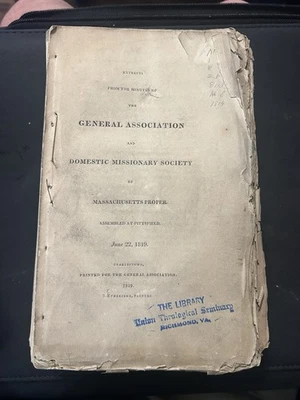 EXTRACTS
FROM THE MINUTES OF
THE
GENERAL ASSOCIATION
AND
DOMESTIC MISSIONARY SOCIETY
OF
MASSACHUSETTS PROPER.
ASSEMBLED AT PITTSFIELD,
June 22, 1819.
PRINTED FOR THE GENERAL ASSOCIATION.
1819.
THE LIBRARY
Union Theological Seminary
RICHMOND, VA.